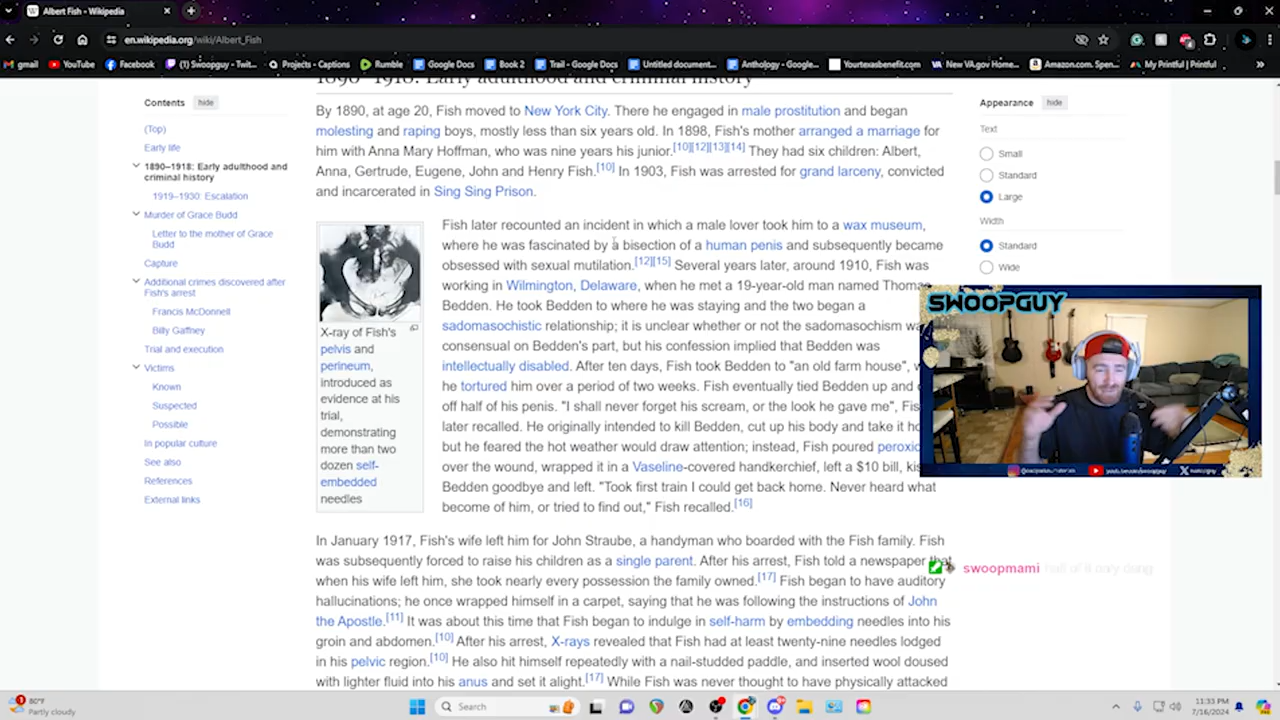 Albert Fish - Wikipedia
en.wikipedia.org/wiki/Albert_Fish
gmail YouTube Facebook (1) Swoopguy - Twit... Projects - Captions Rumble Google Docs Book 2 Trail - Google Docs Untitled document... Anthology - Google... Yourtexasbenefit.com New VA.gov Home... Amazon.com. Spen... My Printful | Printful
1890–1918: Early adulthood and criminal history
Contents hide
(Top)
Early life
1890–1918: Early adulthood and
criminal history
1919–1930: Escalation
Murder of Grace Budd
Letter to the mother of Grace
Budd
Capture
Additional crimes discovered after
Fish's arrest
Francis McDonnell
Billy Gaffney
Trial and execution
Victims
Known
Suspected
Possible
In popular culture
See also
References
External links
By 1890, at age 20, Fish moved to New York City. There he engaged in male prostitution and began
molesting and raping boys, mostly less than six years old. In 1898, Fish's mother arranged a marriage for
him with Anna Mary Hoffman, who was nine years his junior.[10][12][13][14] They had six children: Albert,
Anna, Gertrude, Eugene, John and Henry Fish.[10] In 1903, Fish was arrested for grand larceny, convicted
and incarcerated in Sing Sing Prison.
X-ray of Fish's
pelvis and
perineum,
introduced as
evidence at his
trial,
demonstrating
more than two
dozen self-
embedded
needles
Fish later recounted an incident in which a male lover took him to a wax museum,
where he was fascinated by a bisection of a human penis and subsequently became
obsessed with sexual mutilation.[12][15] Several years later, around 1910, Fish was
working in Wilmington, Delaware, when he met a 19-year-old man named Thomas
Bedden. He took Bedden to where he was staying and the two began a
sadomasochistic relationship; it is unclear whether or not the sadomasochism wa
consensual on Bedden's part, but his confession implied that Bedden was
intellectually disabled. After ten days, Fish took Bedden to "an old farm house",
he tortured him over a period of two weeks. Fish eventually tied Bedden up and
off half of his penis. "I shall never forget his scream, or the look he gave me", Fis
later recalled. He originally intended to kill Bedden, cut up his body and take it
but he feared the hot weather would draw attention; instead, Fish poured
over the wound, wrapped it in a Vaseline-covered handkerchief, left a $10 bill,
Bedden goodbye and left. "Took first train I could get back home. Never heard what
become of him, or tried to find out," Fish recalled.[16]
In January 1917, Fish's wife left him for John Straube, a handyman who boarded with the Fish family. Fish
was subsequently forced to raise his children as a single parent. After his arrest, Fish told a newspaper that
when his wife left him, she took nearly every possession the family owned.[17] Fish began to have auditory
hallucinations; he once wrapped himself in a carpet, saying that he was following the instructions of John
the Apostle.[11] It was about this time that Fish began to indulge in self-harm by embedding needles into his
groin and abdomen.[10] After his arrest, X-rays revealed that Fish had at least twenty-nine needles lodged
in his pelvic region.[10] He also hit himself repeatedly with a nail-studded paddle, and inserted wool doused
with lighter fluid into his anus and set it alight.[17] While Fish was never thought to have physically attacked
Appearance hide
Text
Small
Standard
Large
Width
Standard
Wide
SWOOPGUY
swoopmami half of it only dang
80°F
Partly cloudy
Search
11:33 PM
7/16/2024